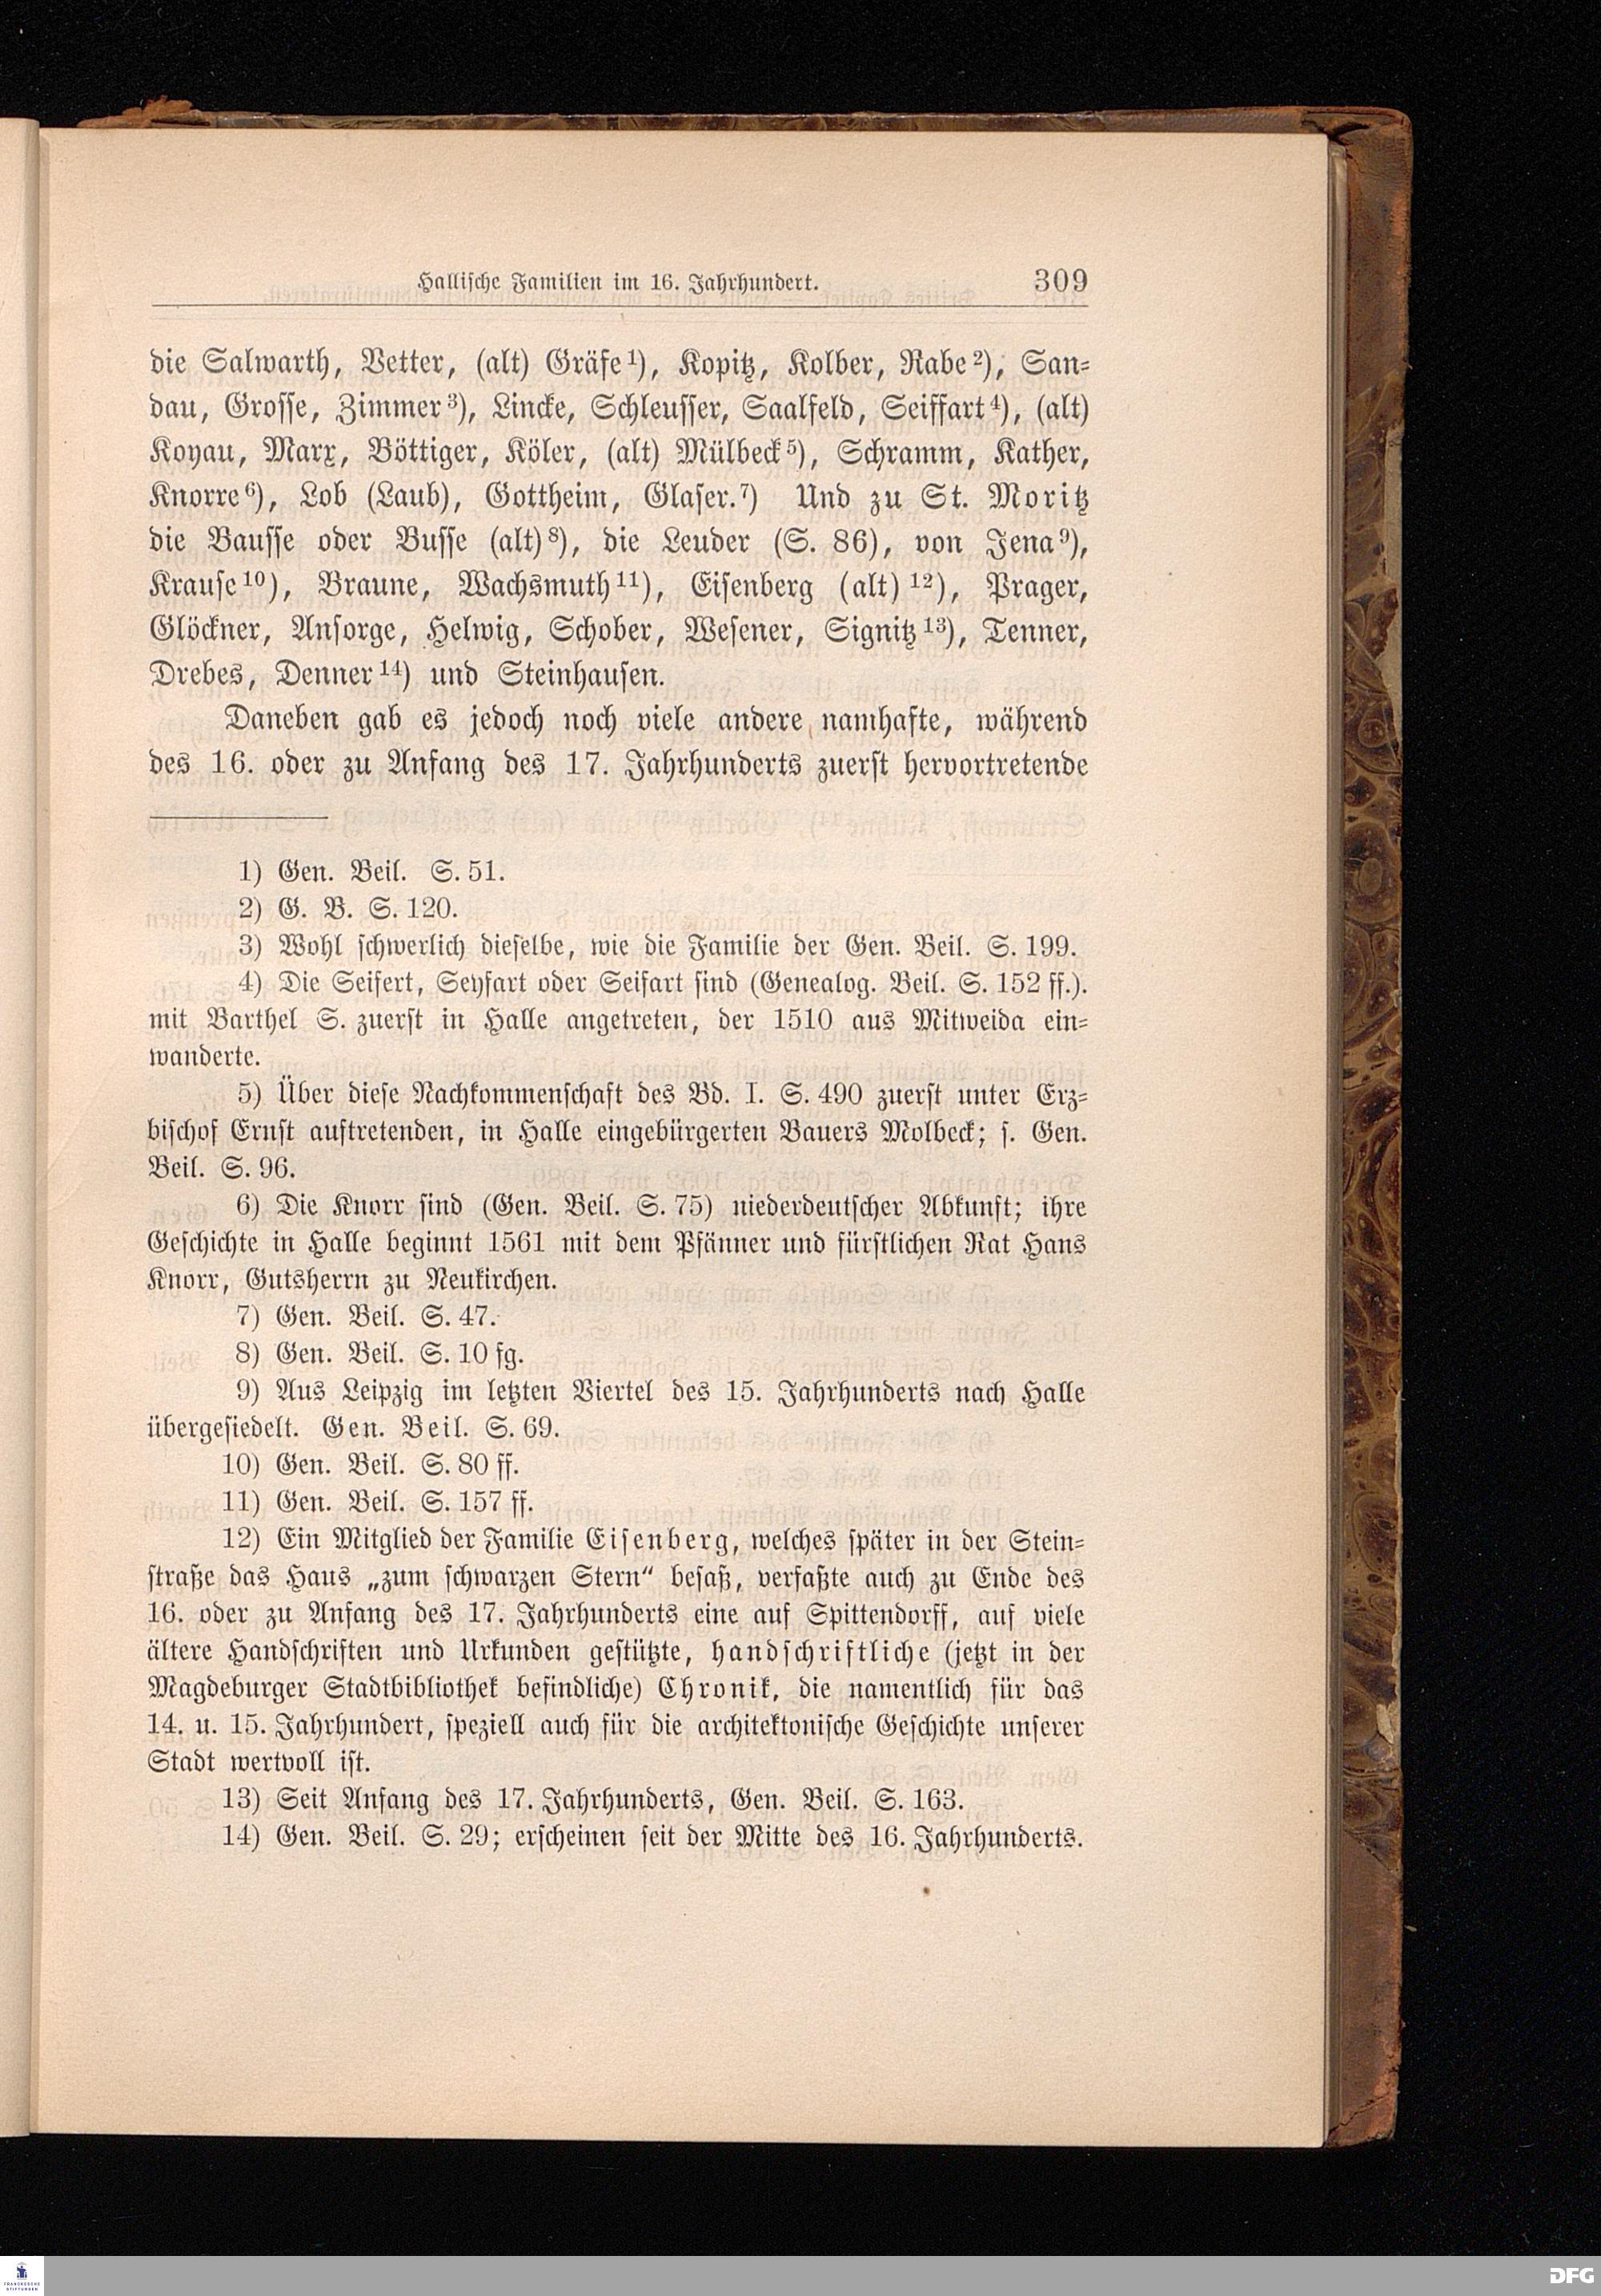 Hallische Familien im 16. Jahrhundert. 309
die Salwarth, Vetter, (alt) Gräfe¹), Kopitz, Kolber, Rabe²), San-
dau, Grosse, Zimmer³), Lincke, Schleusser, Saalfeld, Seiffart⁴), (alt)
Koyau, Marx, Böttiger, Köler, (alt) Mülbeck⁵), Schramm, Kather,
Knorre⁶), Lob (Laub), Gottheim, Glaser.⁷) Und zu St. Moritz
die Bausse oder Busse (alt)⁸), die Leuder (S. 86), von Jena⁹),
Krause¹⁰), Braune, Wachsmuth¹¹), Eisenberg (alt)¹²), Prager,
Glöckner, Ansorge, Helwig, Schober, Wesener, Signitz¹³), Tenner,
Drebes, Denner¹⁴) und Steinhausen.
Daneben gab es jedoch noch viele andere namhafte, während
des 16. oder zu Anfang des 17. Jahrhunderts zuerst hervortretende
1) Gen. Beil. S. 51.
2) G. B. S. 120.
3) Wohl schwerlich dieselbe, wie die Familie der Gen. Beil. S. 199.
4) Die Seifert, Seyfart oder Seifart sind (Genealog. Beil. S. 152 ff.).
mit Barthel S. zuerst in Halle angetreten, der 1510 aus Mitweida ein-
wanderte.
5) Über diese Nachkommenschaft des Bd. I. S. 490 zuerst unter Erz-
bischof Ernst auftretenden, in Halle eingebürgerten Bauers Molbeck; s. Gen.
Beil. S. 96.
6) Die Knorr sind (Gen. Beil. S. 75) niederdeutscher Abkunft; ihre
Geschichte in Halle beginnt 1561 mit dem Pfänner und fürstlichen Rat Hans
Knorr, Gutsherrn zu Neukirchen.
7) Gen. Beil. S. 47.
8) Gen. Beil. S. 10 fg.
9) Aus Leipzig im letzten Viertel des 15. Jahrhunderts nach Halle
übergesiedelt. Gen. Beil. S. 69.
10) Gen. Beil. S. 80 ff.
11) Gen. Beil. S. 157 ff.
12) Ein Mitglied der Familie Eisenberg, welches später in der Stein-
straße das Haus „zum schwarzen Stern“ besaß, verfaßte auch zu Ende des
16. oder zu Anfang des 17. Jahrhunderts eine auf Spittendorff, auf viele
ältere Handschriften und Urkunden gestützte, handschriftliche (jetzt in der
Magdeburger Stadtbibliothek befindliche) Chronik, die namentlich für das
14. u. 15. Jahrhundert, speziell auch für die architektonische Geschichte unserer
Stadt wertvoll ist.
13) Seit Anfang des 17. Jahrhunderts, Gen. Beil. S. 163.
14) Gen. Beil. S. 29; erscheinen seit der Mitte des 16. Jahrhunderts.
FRANCKESCHE
STIFTUNGEN
DFG